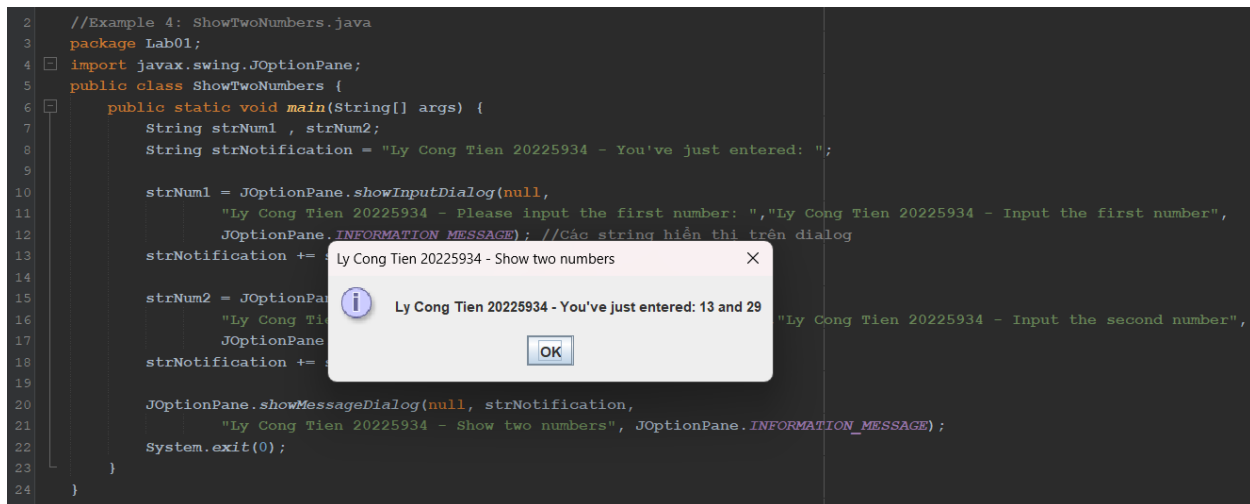 2 //Example 4: ShowTwoNumbers.java
3 package Lab01;
4 import javax.swing.JOptionPane;
5 public class ShowTwoNumbers {
6 public static void main(String[] args) {
7 String strNum1 , strNum2;
8 String strNotification = "Ly Cong Tien 20225934 - You've just entered: ";
9
10 strNum1 = JOptionPane.showInputDialog(null,
11 "Ly Cong Tien 20225934 - Please input the first number: ","Ly Cong Tien 20225934 - Input the first number",
12 JOptionPane.INFORMATION_MESSAGE); //Các string hiển thị trên dialog
13 strNotification +=
14
15 strNum2 = JOptionPa
16 "Ly Cong Tie "Ly Cong Tien 20225934 - Input the second number",
17 JOptionPane
18 strNotification +=
19
20 JOptionPane.showMessageDialog(null, strNotification,
21 "Ly Cong Tien 20225934 - Show two numbers", JOptionPane.INFORMATION_MESSAGE);
22 System.exit(0);
23 }
24 }
Ly Cong Tien 20225934 - Show two numbers
Ly Cong Tien 20225934 - You've just entered: 13 and 29
OK